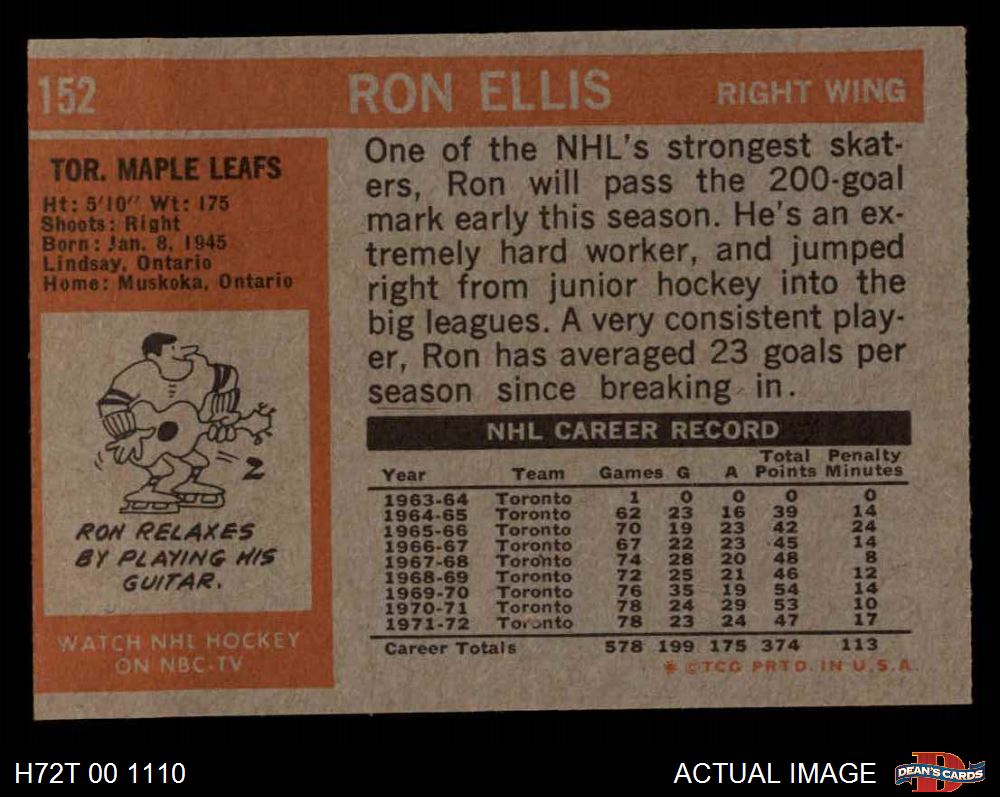 152 RON ELLIS RIGHT WING
TOR. MAPLE LEAFS
Ht: 5'10" Wt: 175
Shoots: Right
Born: Jan. 8, 1945
Lindsay, Ontario
Home: Muskoka, Ontario
2
RON RELAXES
BY PLAYING HIS
GUITAR.
WATCH NHL HOCKEY
ON NBC-TV
One of the NHL's strongest skat-
ers, Ron will pass the 200-goal
mark early this season. He's an ex-
tremely hard worker, and jumped
right from junior hockey into the
big leagues. A very consistent play-
er, Ron has averaged 23 goals per
season since breaking in.
NHL CAREER RECORD
Year Team Games G A Total Points Penalty Minutes
1963-64 Toronto 1 0 0 0 0
1964-65 Toronto 62 23 16 39 14
1965-66 Toronto 70 19 23 42 24
1966-67 Toronto 67 22 23 45 14
1967-68 Toronto 74 28 20 48 8
1968-69 Toronto 72 25 21 46 12
1969-70 Toronto 76 35 19 54 14
1970-71 Toronto 78 24 29 53 10
1971-72 Toronto 78 23 24 47 17
Career Totals 578 199 175 374 113
* © TCG PRTD. IN U.S.A.
H72T 00 1110 ACTUAL IMAGE DEAN'S CARDS